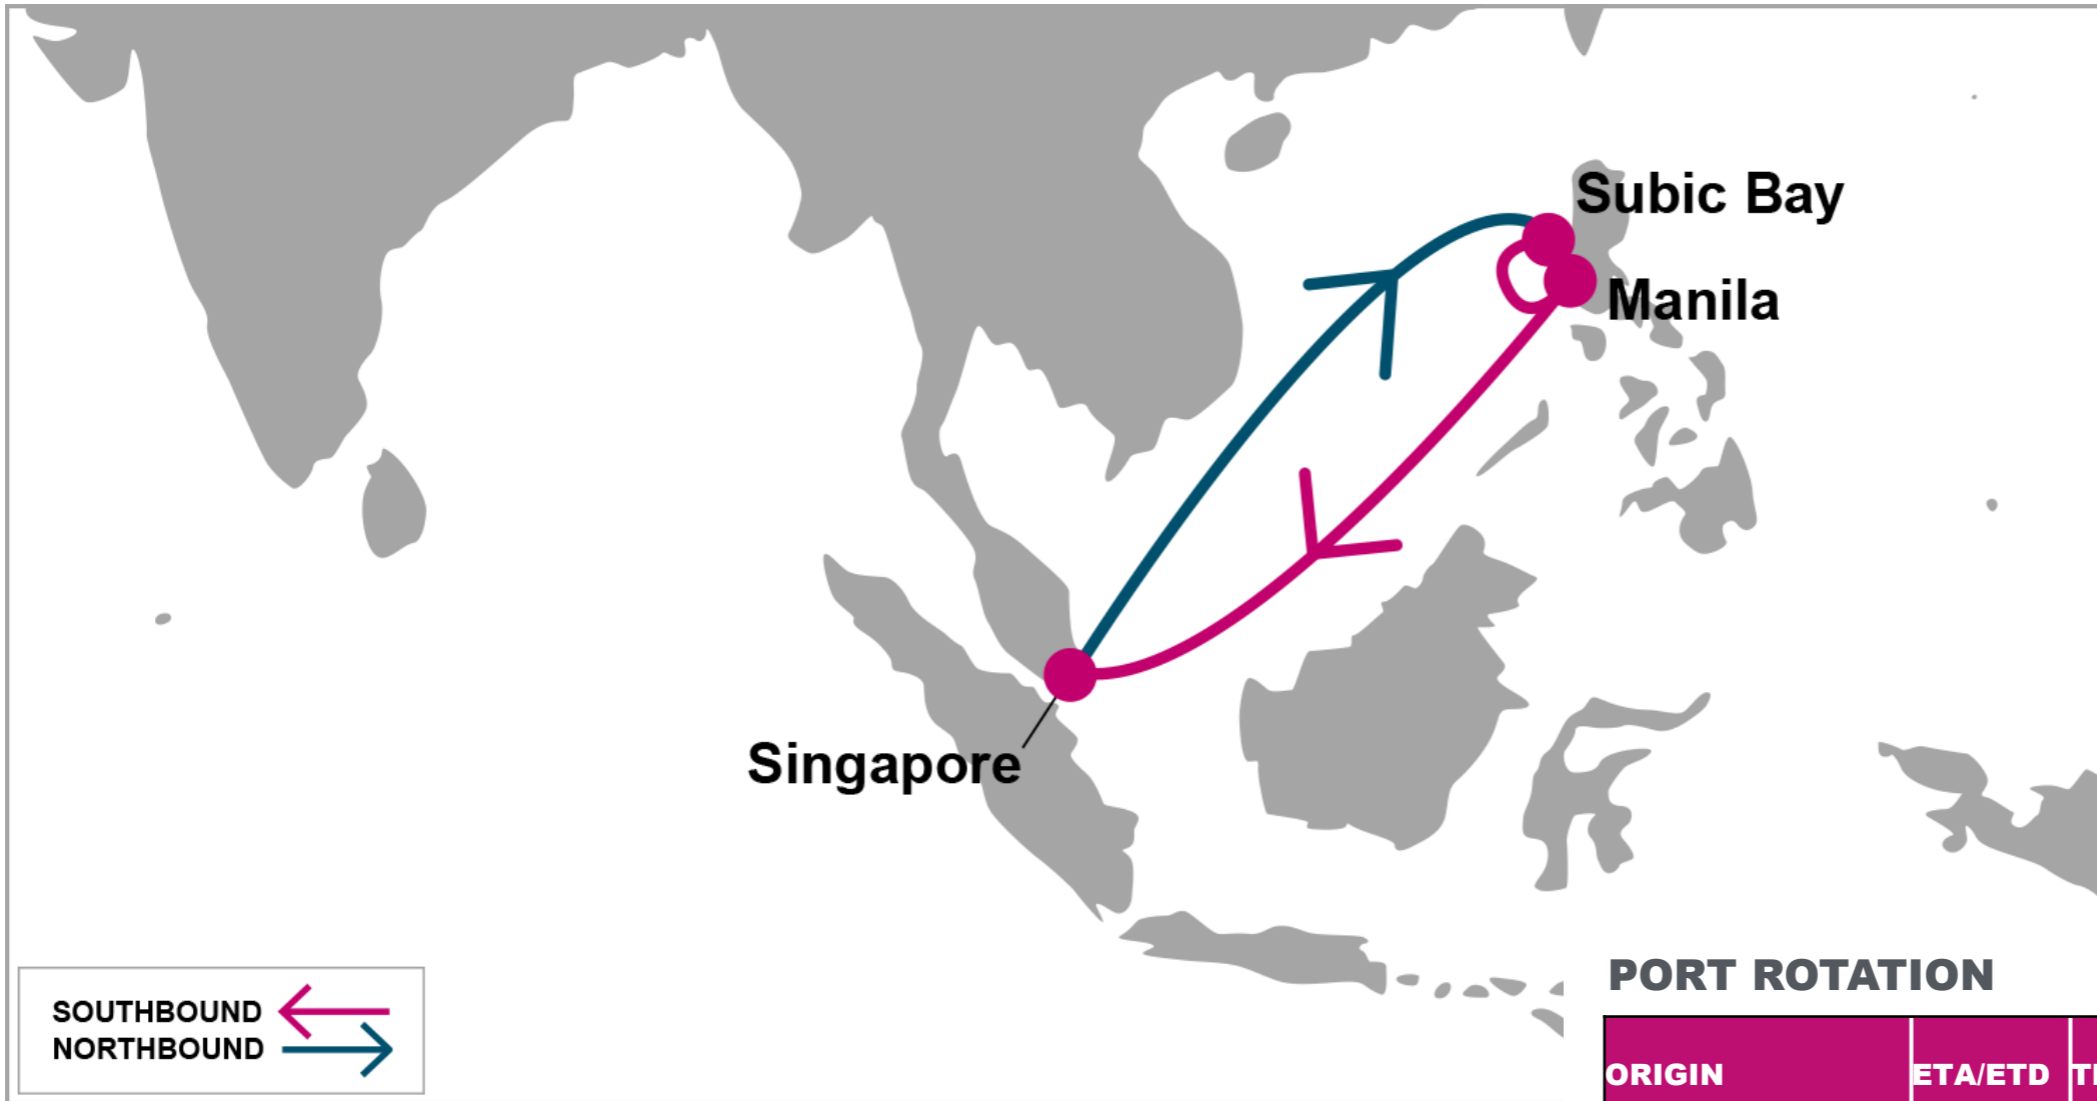 Subic Bay
Manila
Singapore
SOUTHBOUND
NORTHBOUND
PORT ROTATION
ORIGIN ETA/ETD